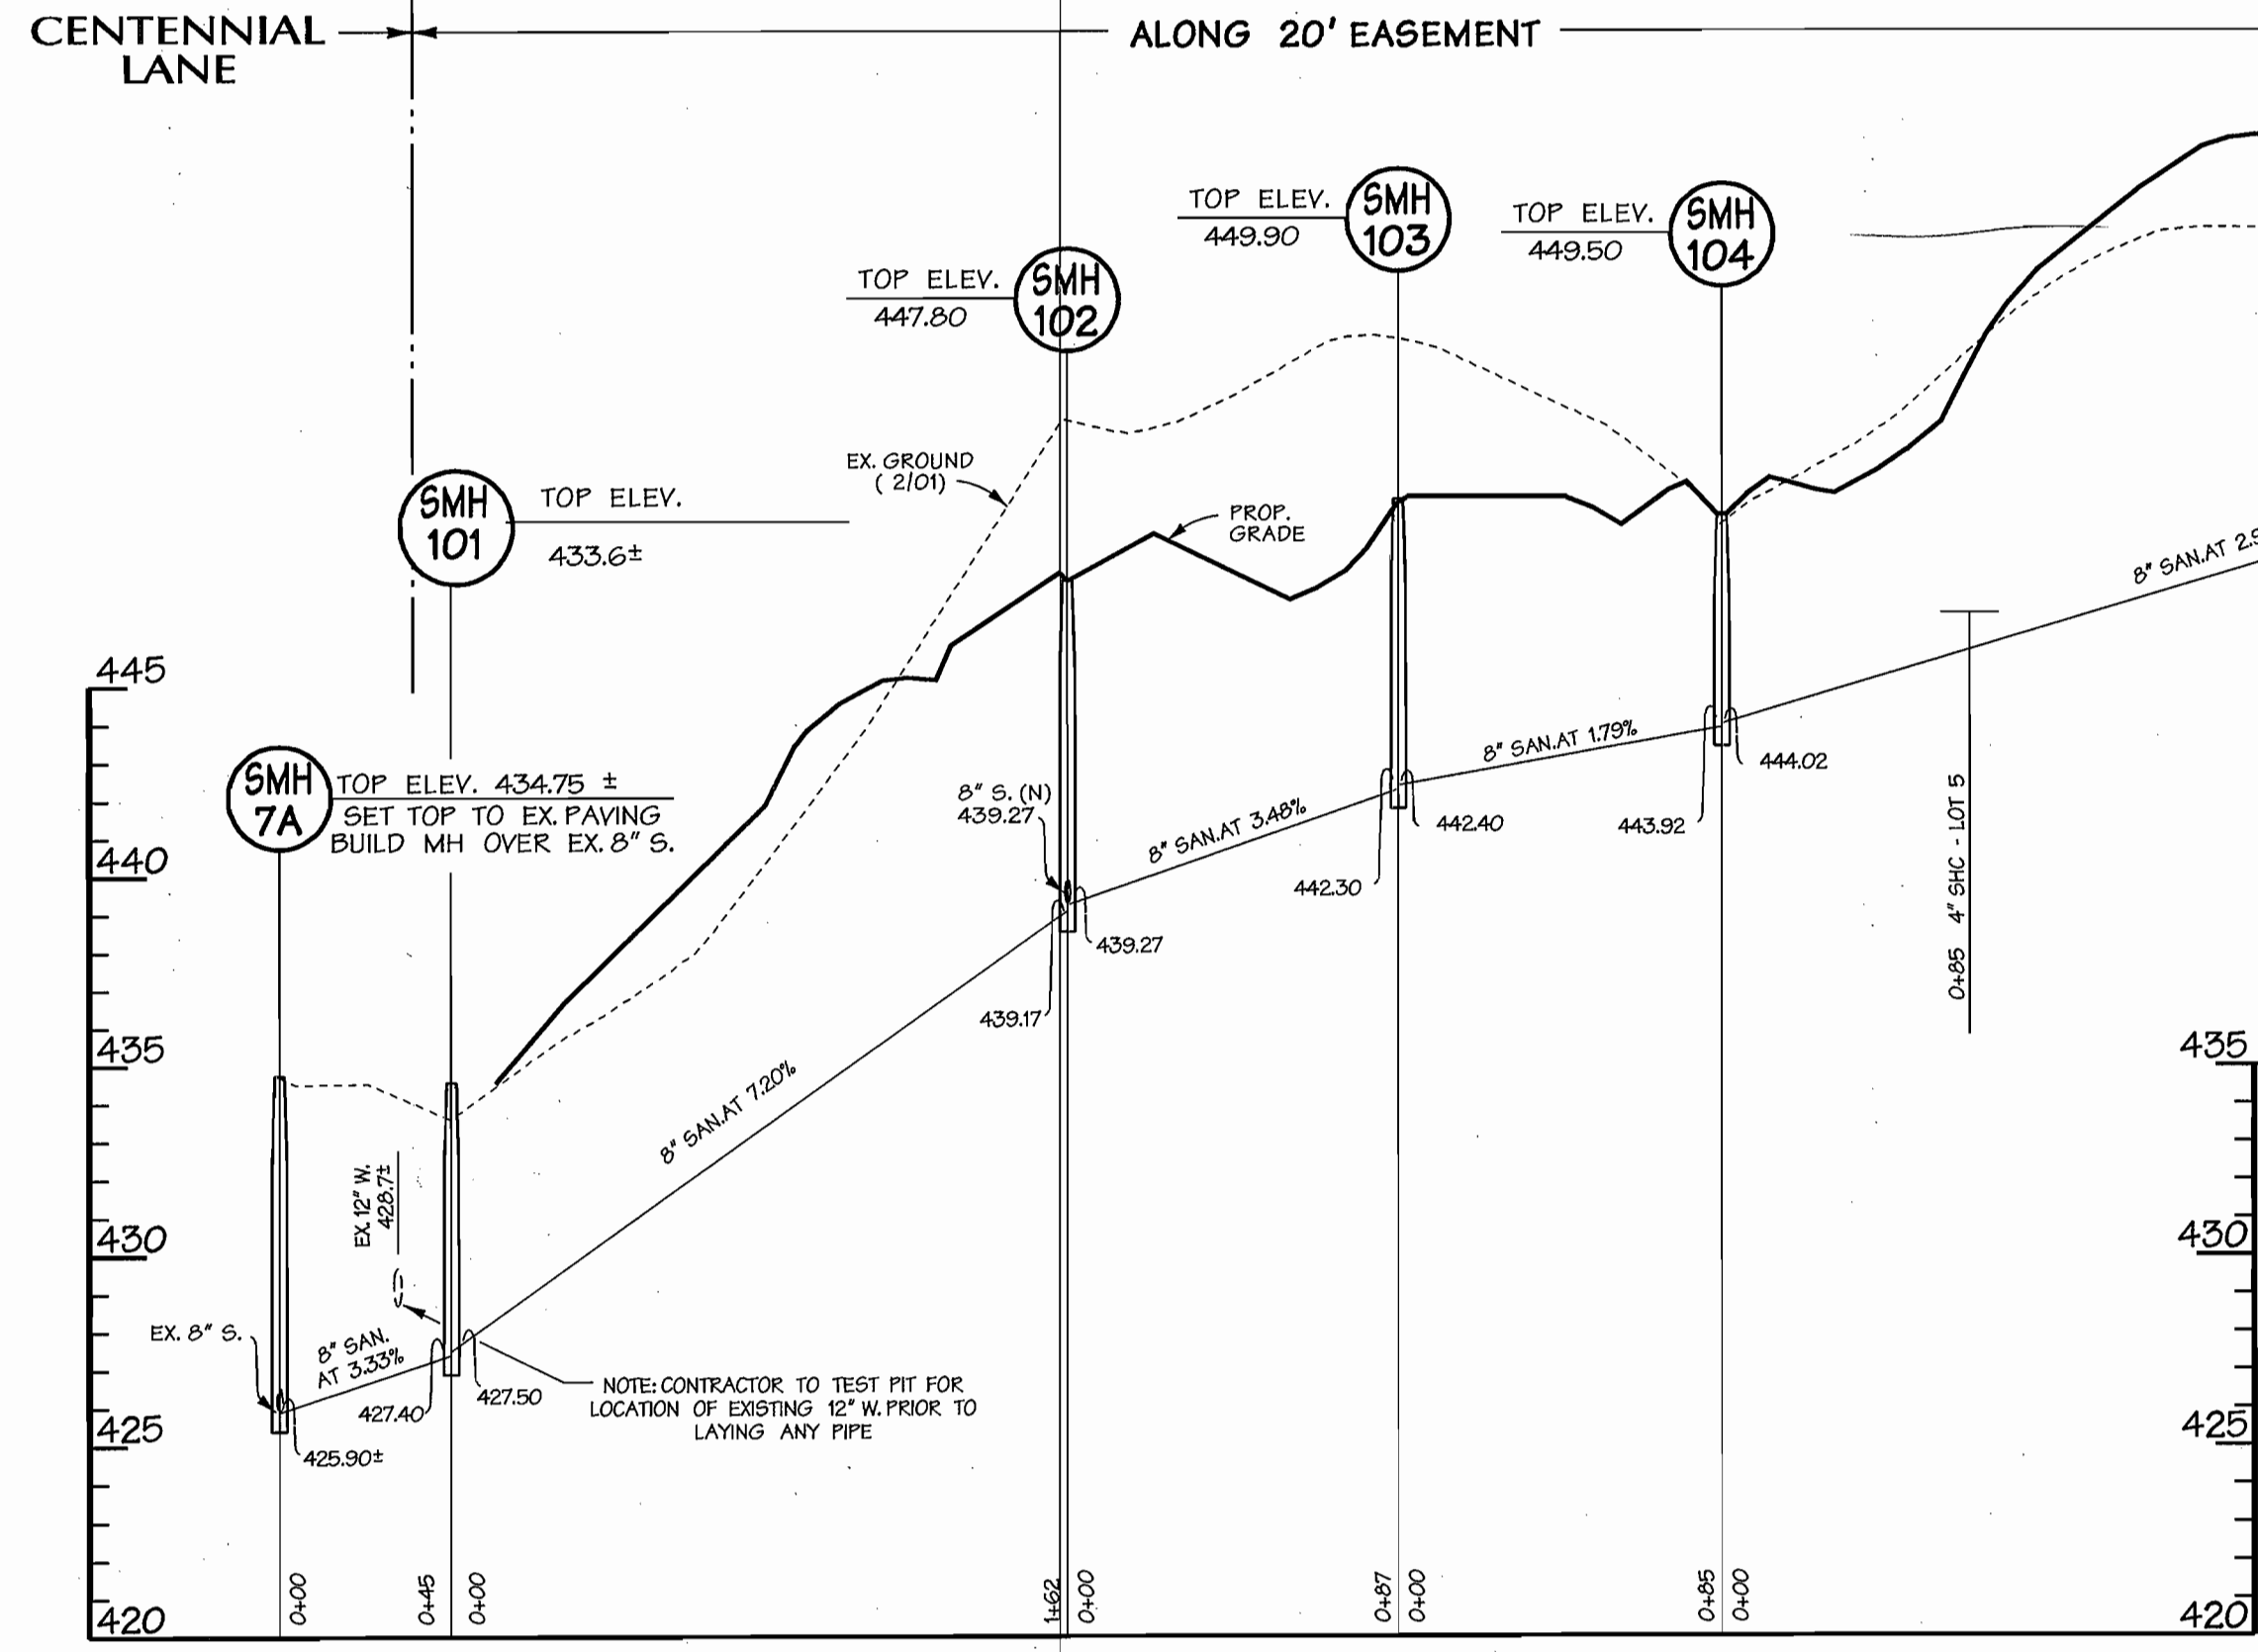 CENTENNIAL
LANE
ALONG 20' EASEMENT
TOP ELEV.
449.90
SMH
103
TOP ELEV.
449.50
SMH
104
TOP ELEV.
447.80
SMH
102
EX. GROUND
( 2/01)
PROP.
GRADE
SMH
101
TOP ELEV.
433.6±
8" SAN.AT 2.
SMH
7A
TOP ELEV. 434.75 ±
SET TOP TO EX. PAVING
BUILD MH OVER EX. 8" S.
445
440
435
430
425
420
8" S. (N)
439.27
8" SAN.AT 3.48%
8" SAN.AT 1.79%
442.30
442.40
443.92
444.02
439.27
439.17
0+85 4" SHC - LOT 5
8" SAN.AT 7.20%
EX. 12" W.
428.7±
EX. 8" S.
8" SAN.
AT 3.33%
427.40
427.50
425.90±
NOTE: CONTRACTOR TO TEST PIT FOR
LOCATION OF EXISTING 12" W. PRIOR TO
LAYING ANY PIPE
435
430
425
420
0+00
0+45
0+00
1+62
0+00
0+87
0+00
0+85
0+00